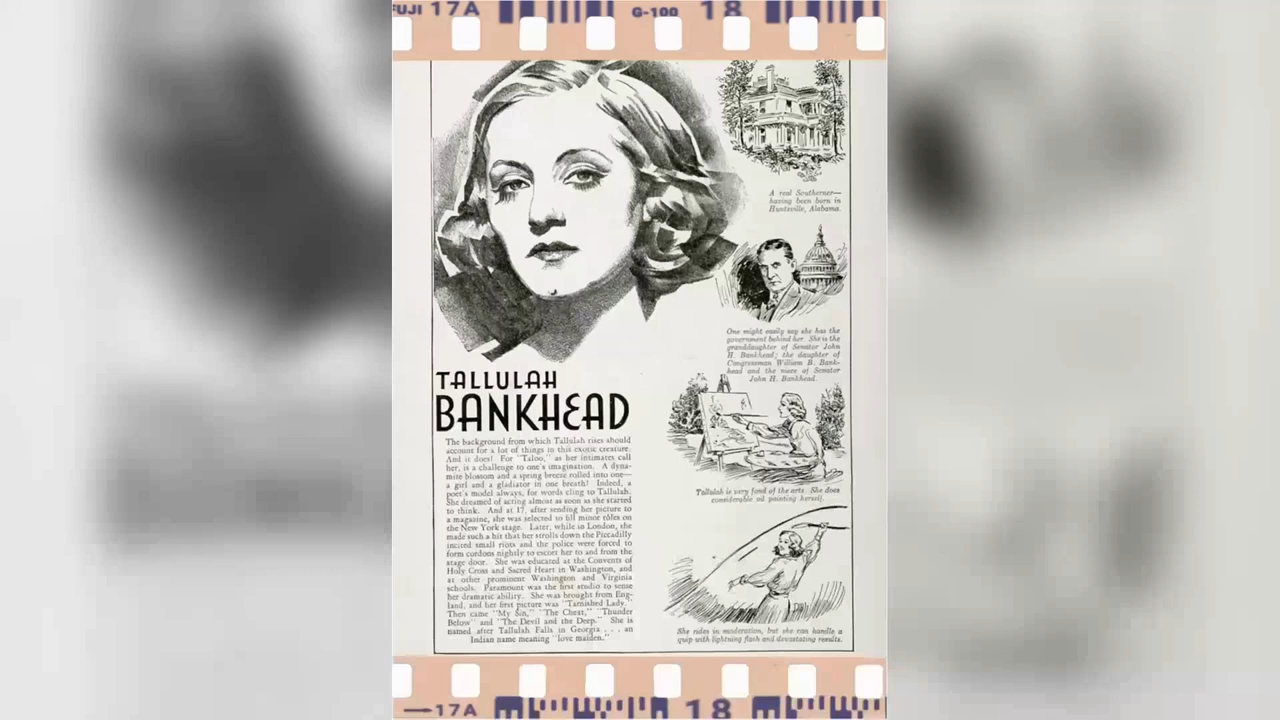 FUJI 17A
G-100 18
A real Southerner—
having been born in
Huntsville, Alabama.
One might easily say she has the
government behind her. She is the
granddaughter of Senator John
H. Bankhead; the daughter of
Congressman William B. Bank-
head and the niece of Senator
John H. Bankhead.
TALLULAH
BANKHEAD
The background from which Tallulah rises should
account for a lot of things in this exotic creature.
And it does! For "Taloo," as her intimates call
her, is a challenge to one's imagination. A dyna-
mite blossom and a spring breeze rolled into one—
a girl and a gladiator in one breath! Indeed, a
poet's model always, for words cling to Tallulah.
She dreamed of acting almost as soon as she started
to think. And at 17, after sending her picture to
a magazine, she was selected to fill minor rôles on
the New York stage. Later, while in London, she
made such a hit that her strolls down the Piccadilly
incited small riots and the police were forced to
form cordons nightly to escort her to and from the
stage door. She was educated at the Convents of
Holy Cross and Sacred Heart in Washington, and
at other prominent Washington and Virginia
schools. Paramount was the first studio to sense
her dramatic ability. She was brought from Eng-
land, and her first picture was "Tarnished Lady."
Then came "My Sin," "The Cheat," "Thunder
Below" and "The Devil and the Deep." She is
named after Tallulah Falls in Georgia . . . an
Indian name meaning "love maiden."
Tallulah is very fond of the arts. She does
considerable oil painting herself.
She rides in moderation, but she can handle a
quip with lightning flash and devastating results.
17A 18